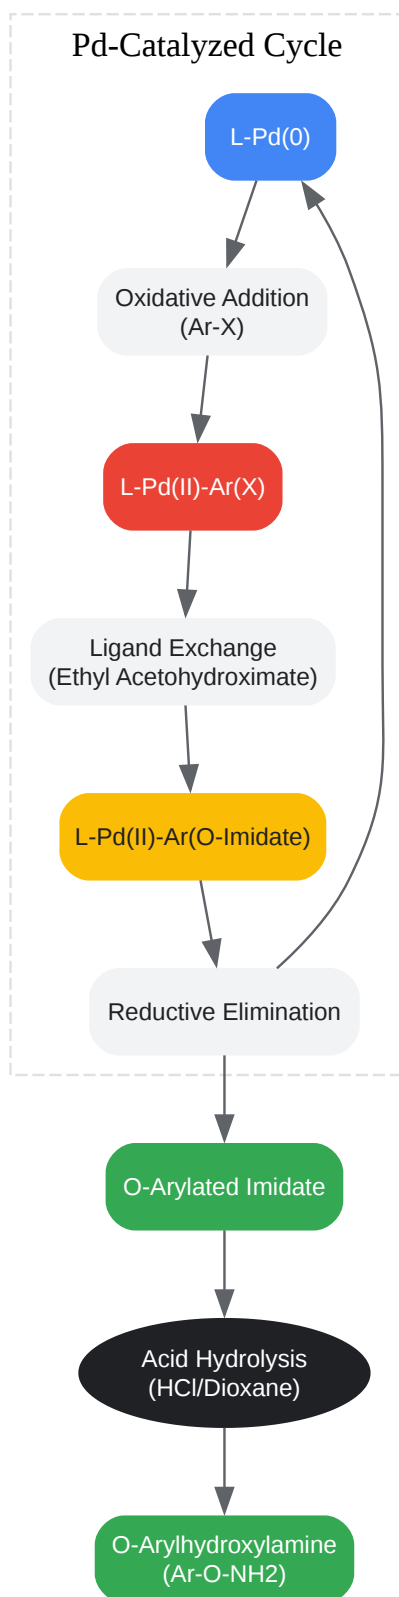 Pd-Catalyzed Cycle
L-Pd(0)
Oxidative Addition
(Ar-X)
L-Pd(II)-Ar(X)
Ligand Exchange
(Ethyl Acetohydroximate)
L-Pd(II)-Ar(O-Imidate)
Reductive Elimination
O-Arylated Imidate
Acid Hydrolysis
(HCl/Dioxane)
O-Arylhydroxylamine
(Ar-O-NH2)